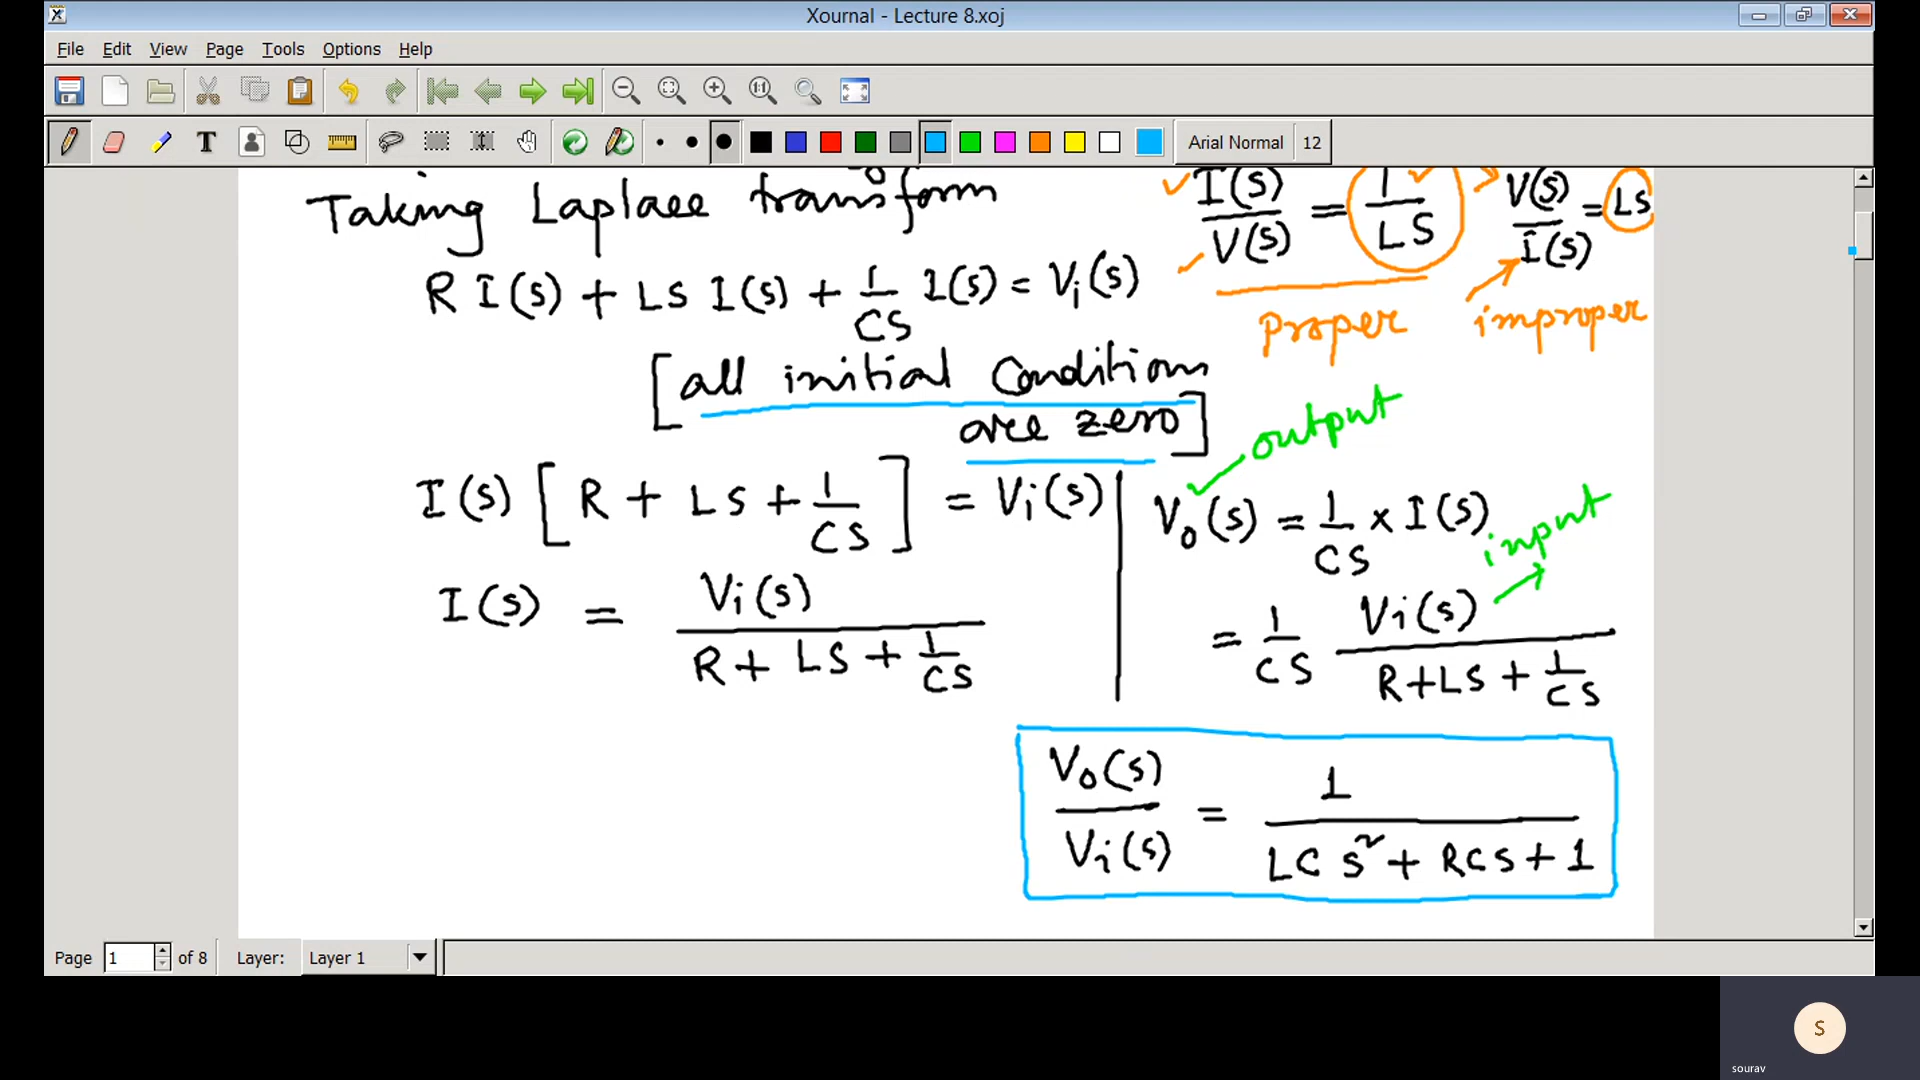 Xournal - Lecture 8.xoj
File Edit View Page Tools Options Help
Arial Normal 12
Taking Laplace transform
R I(s) + LS I(s) + 1/CS I(s) = Vi(s)
[all initial conditions
are zero]
I(s) [R + LS + 1/CS] = Vi(s)
I(s) = Vi(s) / (R + LS + 1/CS)
I(s)/V(s) = 1/LS
Proper
V(s)/I(s) = LS
improper
output
Vo(s) = 1/CS × I(s)
input
= 1/CS Vi(s) / (R+LS + 1/CS)
Vo(s)/Vi(s) = 1 / (LCS² + RCS + 1)
Page 1 of 8 Layer: Layer 1
S
sourav